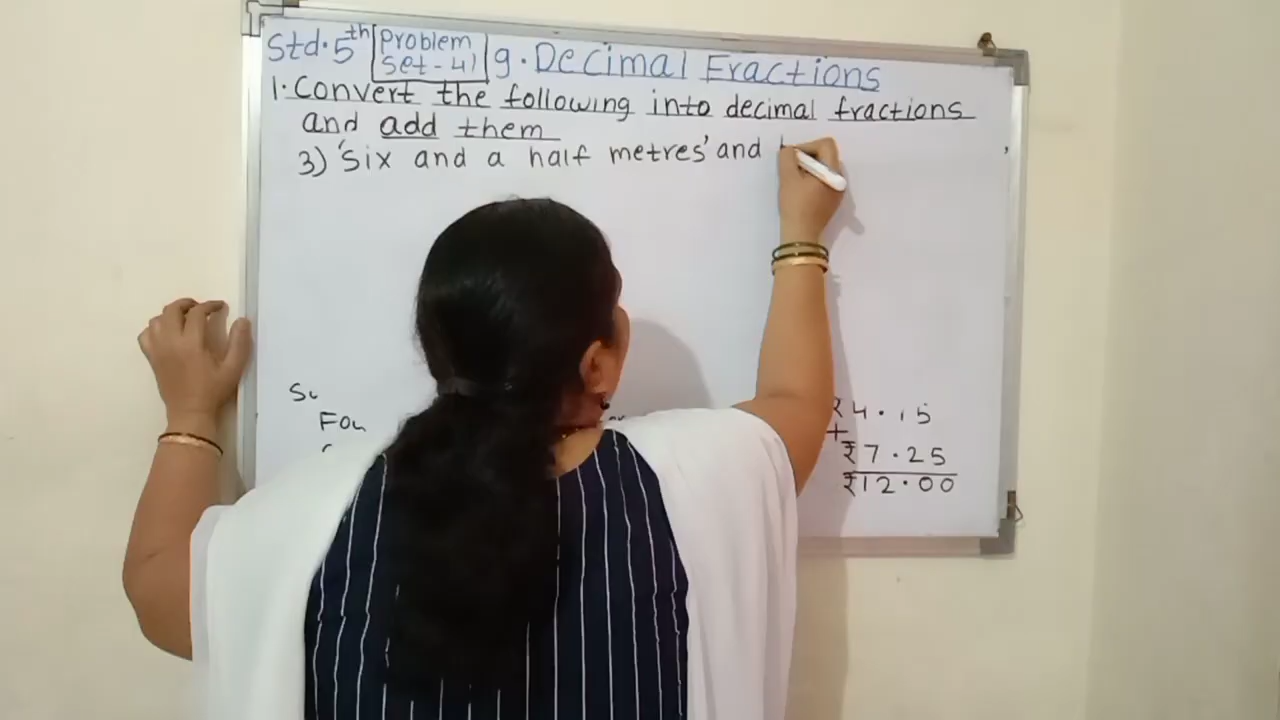 Std. 5th Problem Set-41 9. Decimal Fractions
1. Convert the following into decimal fractions
and add them
3) 'Six and a half metres' and
₹4.15
+
₹7.25
₹12.00